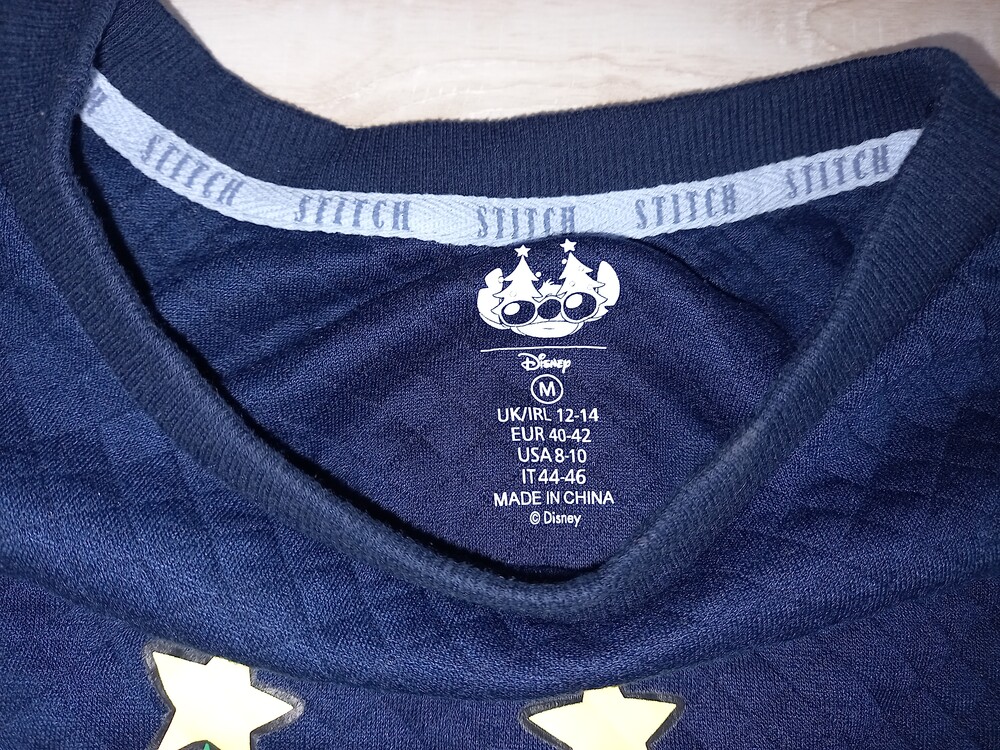 STITCH STITCH STITCH STITCH STITCH
Disney
M
UK/IRL 12-14
EUR 40-42
USA 8-10
IT 44-46
MADE IN CHINA
© Disney